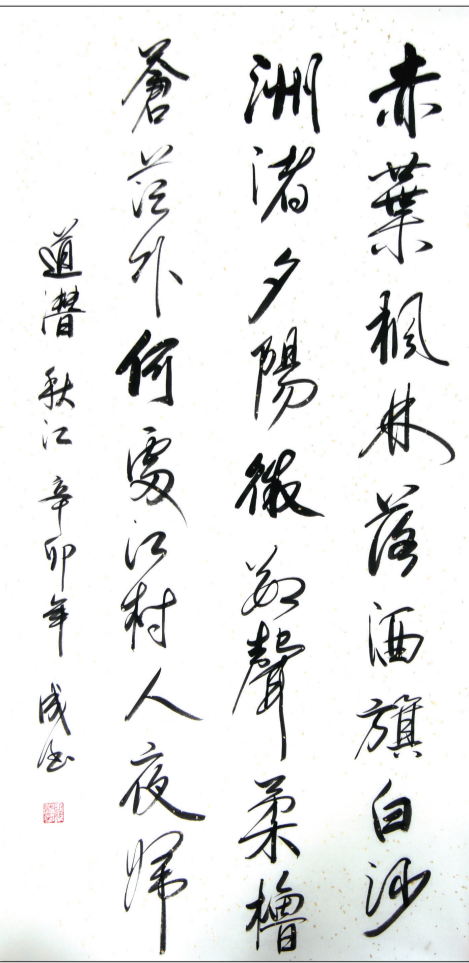 赤葉楓林落酒旗白沙
洲渚夕陽微數聲柔櫓
蒼茫外何處江村人夜歸
道潛 秋江 辛卯年 成